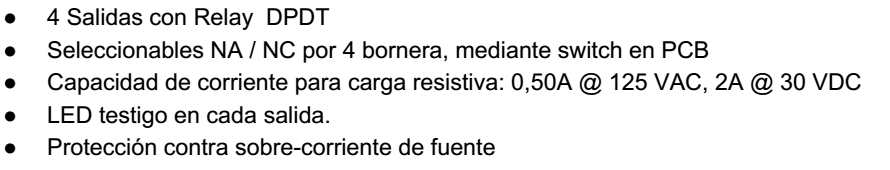 ● 4 Salidas con Relay  DPDT
● Seleccionables NA / NC por 4 bornera, mediante switch en PCB
● Capacidad de corriente para carga resistiva: 0,50A @ 125 VAC, 2A @ 30 VDC
● LED testigo en cada salida.
● Protección contra sobre-corriente de fuente